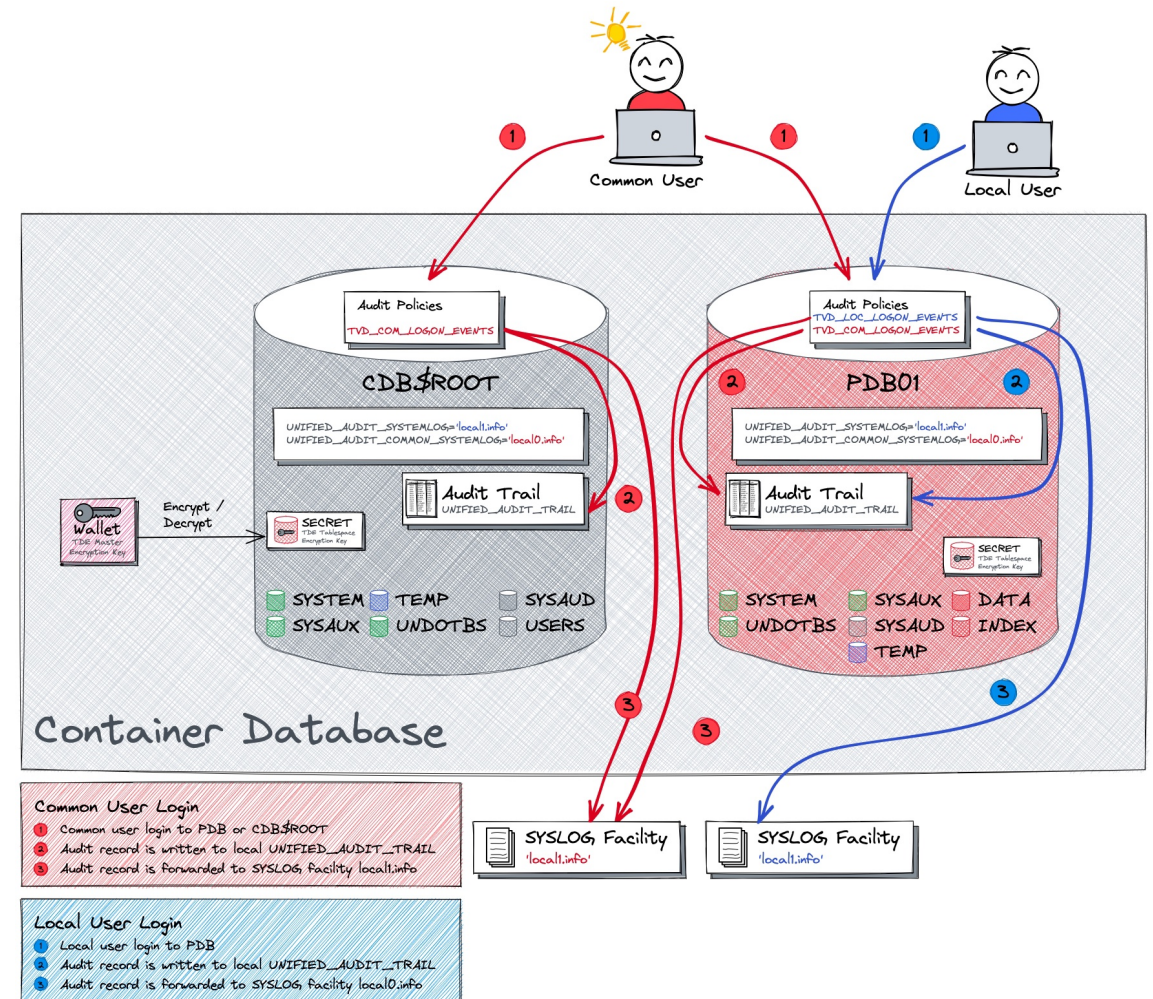 1
1
1
Common User
Local User
Audit Policies
TVD_COM_LOGON_EVENTS
CDB$ROOT
UNIFIED_AUDIT_SYSTEMLOG='local1.info'
UNIFIED_AUDIT_COMMON_SYSTEMLOG='local0.info'
Audit Trail
UNIFIED_AUDIT_TRAIL
2
Wallet
TDE Master
Encryption Key
Encrypt /
Decrypt
SECRET
TDE Tablespace
Encryption Key
SYSTEM TEMP SYSAUD
SYSAUX UNDOTBS USERS
Audit Policies
TVD_LOC_LOGON_EVENTS
TVD_COM_LOGON_EVENTS
2
PDB01
2
UNIFIED_AUDIT_SYSTEMLOG='local1.info'
UNIFIED_AUDIT_COMMON_SYSTEMLOG='local0.info'
Audit Trail
UNIFIED_AUDIT_TRAIL
SECRET
TDE Tablespace
Encryption Key
SYSTEM SYSAUX DATA
UNDOTBS SYSAUD INDEX
TEMP
3
3
3
Container Database
SYSLOG Facility
'local1.info'
SYSLOG Facility
'local1.info'
Common User Login
1 Common user login to PDB or CDB$ROOT
2 Audit record is written to local UNIFIED_AUDIT_TRAIL
3 Audit record is forwarded to SYSLOG facility local1.info
Local User Login
1 Local user login to PDB
2 Audit record is written to local UNIFIED_AUDIT_TRAIL
3 Audit record is forwarded to SYSLOG facility local0.info